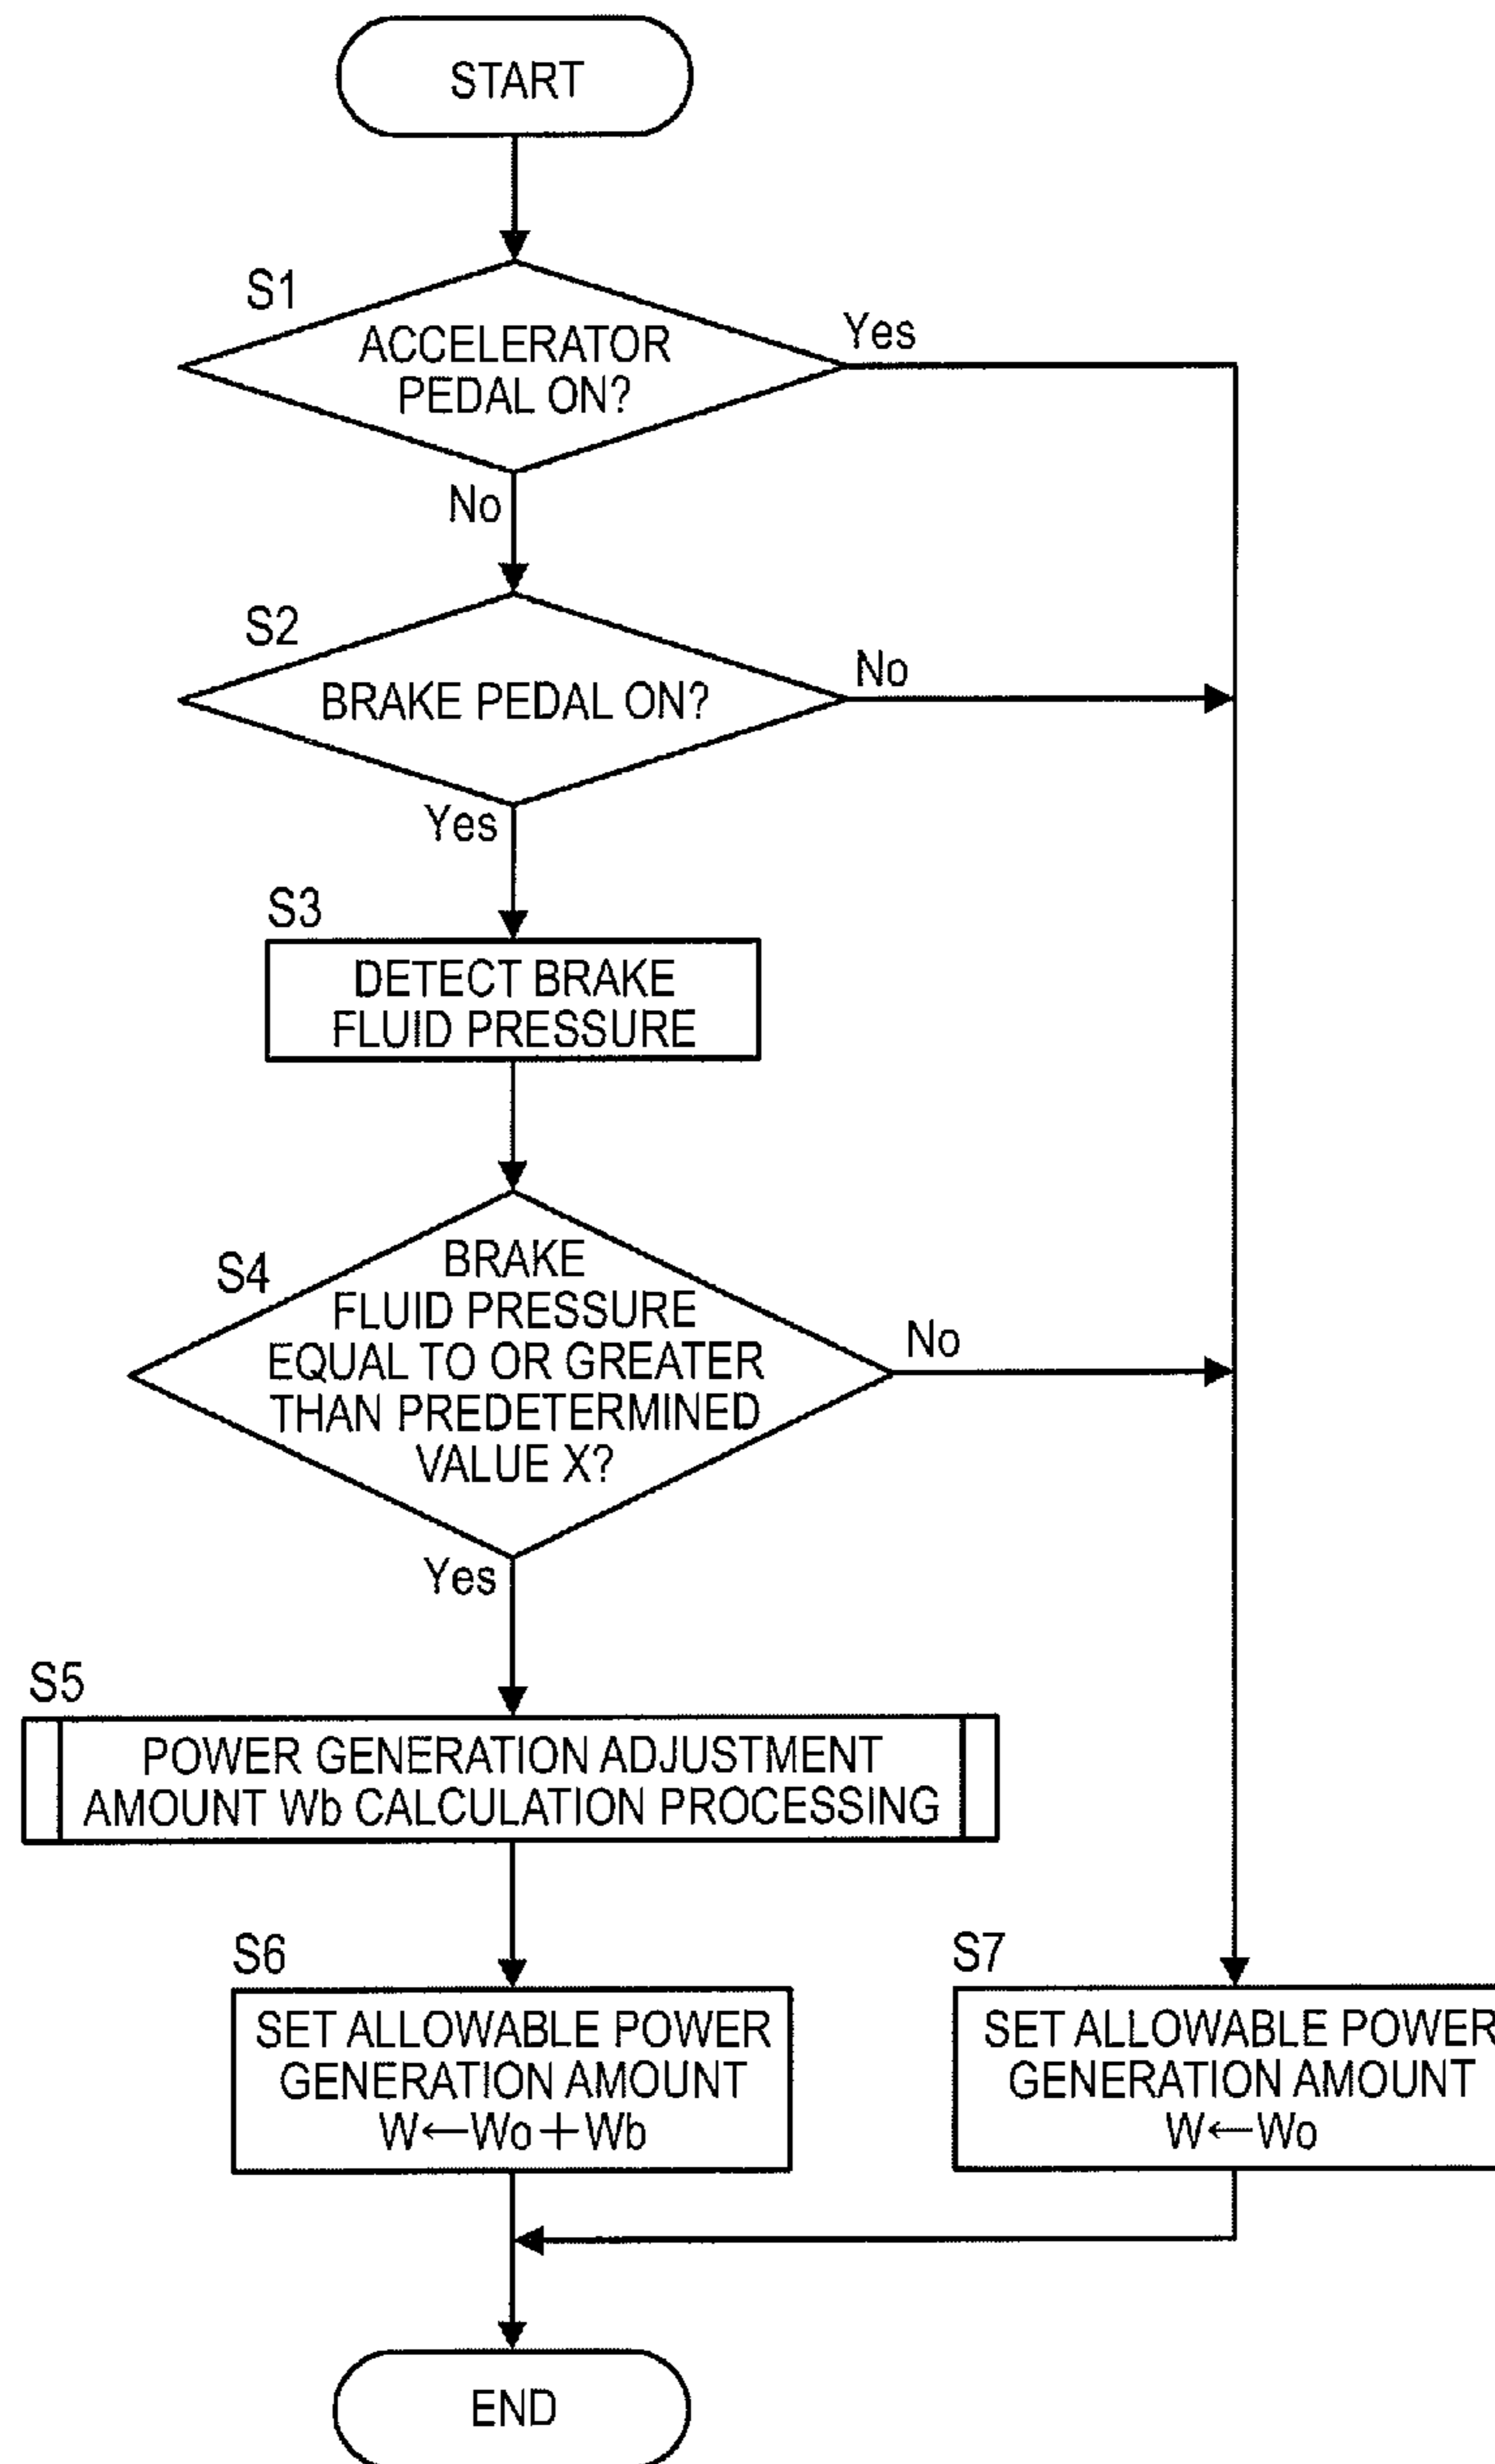 START
S1
ACCELERATOR
PEDAL ON?
Yes
No
S2
BRAKE PEDAL ON?
No
Yes
S3
DETECT BRAKE
FLUID PRESSURE
S4
BRAKE
FLUID PRESSURE
EQUAL TO OR GREATER
THAN PREDETERMINED
VALUE X?
No
Yes
S5
POWER GENERATION ADJUSTMENT
AMOUNT Wb CALCULATION PROCESSING
S6
SET ALLOWABLE POWER
GENERATION AMOUNT
W←Wo+Wb
S7
SET ALLOWABLE POWER
GENERATION AMOUNT
W←Wo
END